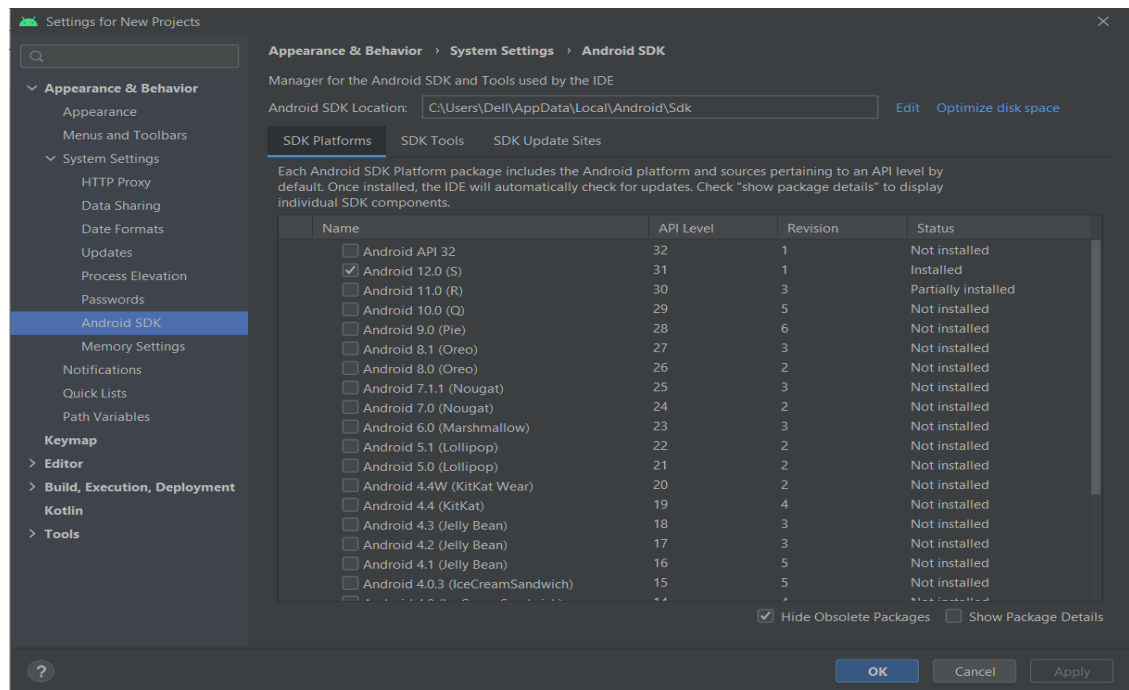 Settings for New Projects
Appearance & Behavior
Appearance
Menus and Toolbars
System Settings
HTTP Proxy
Data Sharing
Date Formats
Updates
Process Elevation
Passwords
Android SDK
Memory Settings
Notifications
Quick Lists
Path Variables
Keymap
Editor
Build, Execution, Deployment
Kotlin
Tools
Appearance & Behavior › System Settings › Android SDK
Manager for the Android SDK and Tools used by the IDE
Android SDK Location: C:\Users\Dell\AppData\Local\Android\Sdk Edit Optimize disk space
SDK Platforms SDK Tools SDK Update Sites
Each Android SDK Platform package includes the Android platform and sources pertaining to an API level by
default. Once installed, the IDE will automatically check for updates. Check "show package details" to display
individual SDK components.
Name API Level Revision Status
Android API 32 32 1 Not installed
Android 12.0 (S) 31 1 Installed
Android 11.0 (R) 30 3 Partially installed
Android 10.0 (Q) 29 5 Not installed
Android 9.0 (Pie) 28 6 Not installed
Android 8.1 (Oreo) 27 3 Not installed
Android 8.0 (Oreo) 26 2 Not installed
Android 7.1.1 (Nougat) 25 3 Not installed
Android 7.0 (Nougat) 24 2 Not installed
Android 6.0 (Marshmallow) 23 3 Not installed
Android 5.1 (Lollipop) 22 2 Not installed
Android 5.0 (Lollipop) 21 2 Not installed
Android 4.4W (KitKat Wear) 20 2 Not installed
Android 4.4 (KitKat) 19 4 Not installed
Android 4.3 (Jelly Bean) 18 3 Not installed
Android 4.2 (Jelly Bean) 17 3 Not installed
Android 4.1 (Jelly Bean) 16 5 Not installed
Android 4.0.3 (IceCreamSandwich) 15 5 Not installed
Hide Obsolete Packages Show Package Details
? OK Cancel Apply